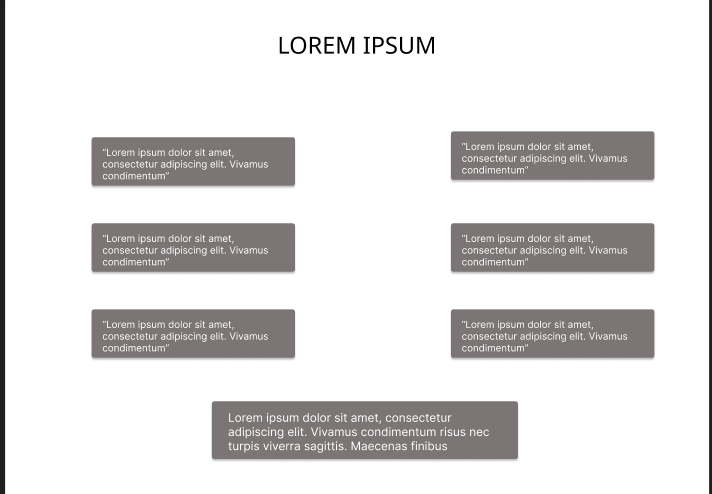 LOREM IPSUM
“Lorem ipsum dolor sit amet,
consectetur adipiscing elit. Vivamus
condimentum”
“Lorem ipsum dolor sit amet,
consectetur adipiscing elit. Vivamus
condimentum”
“Lorem ipsum dolor sit amet,
consectetur adipiscing elit. Vivamus
condimentum”
“Lorem ipsum dolor sit amet,
consectetur adipiscing elit. Vivamus
condimentum”
“Lorem ipsum dolor sit amet,
consectetur adipiscing elit. Vivamus
condimentum”
“Lorem ipsum dolor sit amet,
consectetur adipiscing elit. Vivamus
condimentum”
Lorem ipsum dolor sit amet, consectetur
adipiscing elit. Vivamus condimentum risus nec
turpis viverra sagittis. Maecenas finibus